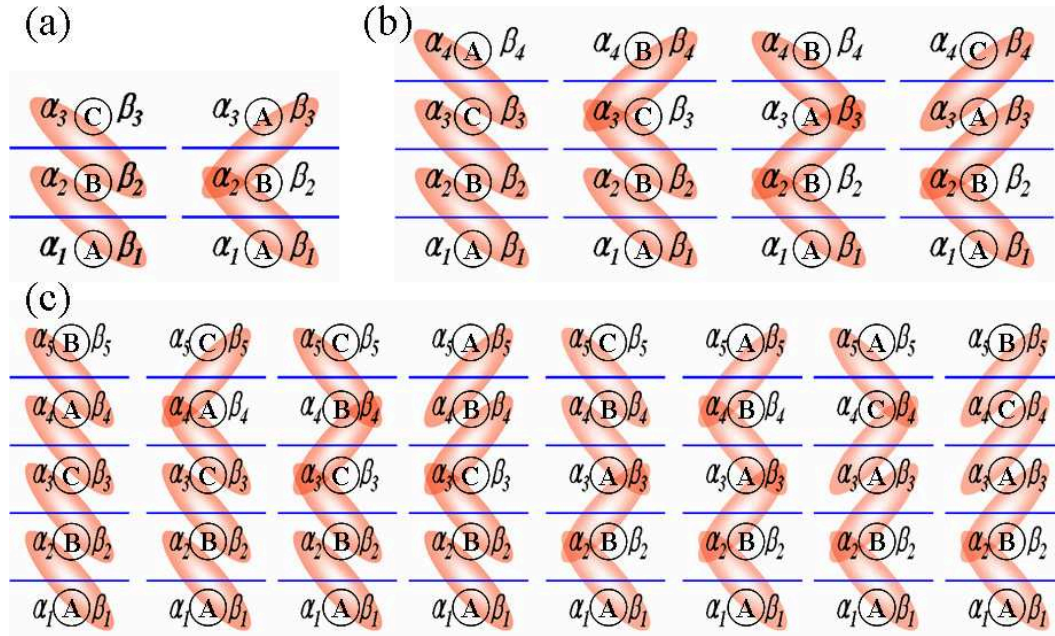 (a)
α3 C β3 α3 A β3
α2 B β2 α2 B β2
α1 A β1 α1 A β1
(b)
α4 A β4 α4 B β4 α4 B β4 α4 C β4
α3 C β3 α3 C β3 α3 A β3 α3 A β3
α2 B β2 α2 B β2 α2 B β2 α2 B β2
α1 A β1 α1 A β1 α1 A β1 α1 A β1
(c)
α5 B β5 α5 C β5 α5 C β5 α5 A β5 α5 C β5 α5 A β5 α5 A β5 α5 B β5
α4 A β4 α4 A β4 α4 B β4 α4 B β4 α4 B β4 α4 B β4 α4 C β4 α4 C β4
α3 C β3 α3 C β3 α3 C β3 α3 C β3 α3 A β3 α3 A β3 α3 A β3 α3 A β3
α2 B β2 α2 B β2 α2 B β2 α2 B β2 α2 B β2 α2 B β2 α2 B β2 α2 B β2
α1 A β1 α1 A β1 α1 A β1 α1 A β1 α1 A β1 α1 A β1 α1 A β1 α1 A β1